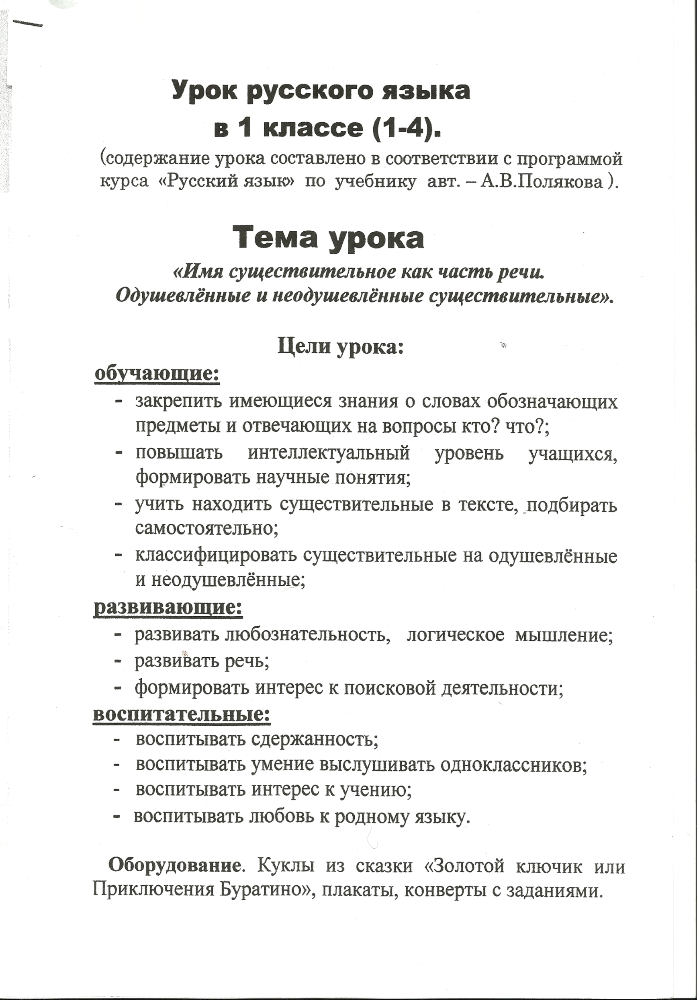 Урок русского языка
в 1 классе (1-4).
(содержание урока составлено в соответствии с программой
курса «Русский язык» по учебнику авт. – А.В.Полякова ).
Тема урока
«Имя существительное как часть речи.
Одушевлённые и неодушевлённые существительные».
Цели урока:
обучающие:
- закрепить имеющиеся знания о словах обозначающих
предметы и отвечающих на вопросы кто? что?;
- повышать интеллектуальный уровень учащихся,
формировать научные понятия;
- учить находить существительные в тексте, подбирать
самостоятельно;
- классифицировать существительные на одушевлённые
и неодушевлённые;
развивающие:
- развивать любознательность, логическое мышление;
- развивать речь;
- формировать интерес к поисковой деятельности;
воспитательные:
- воспитывать сдержанность;
- воспитывать умение выслушивать одноклассников;
- воспитывать интерес к учению;
- воспитывать любовь к родному языку.
Оборудование. Куклы из сказки «Золотой ключик или
Приключения Буратино», плакаты, конверты с заданиями.